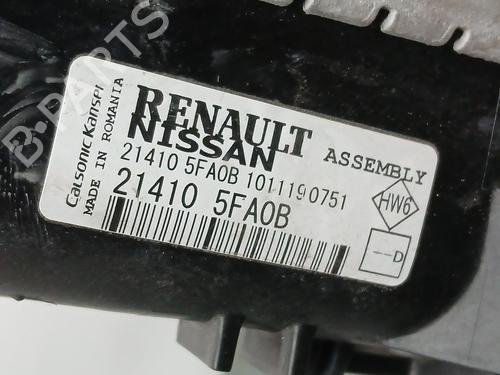 RENAULT
NISSAN
ASSEMBLY
21410 5FA0B 1011190751
21410 5FA0B
HW6
--D
Calsonic Kansei
MADE IN ROMANIA
B-PARTS